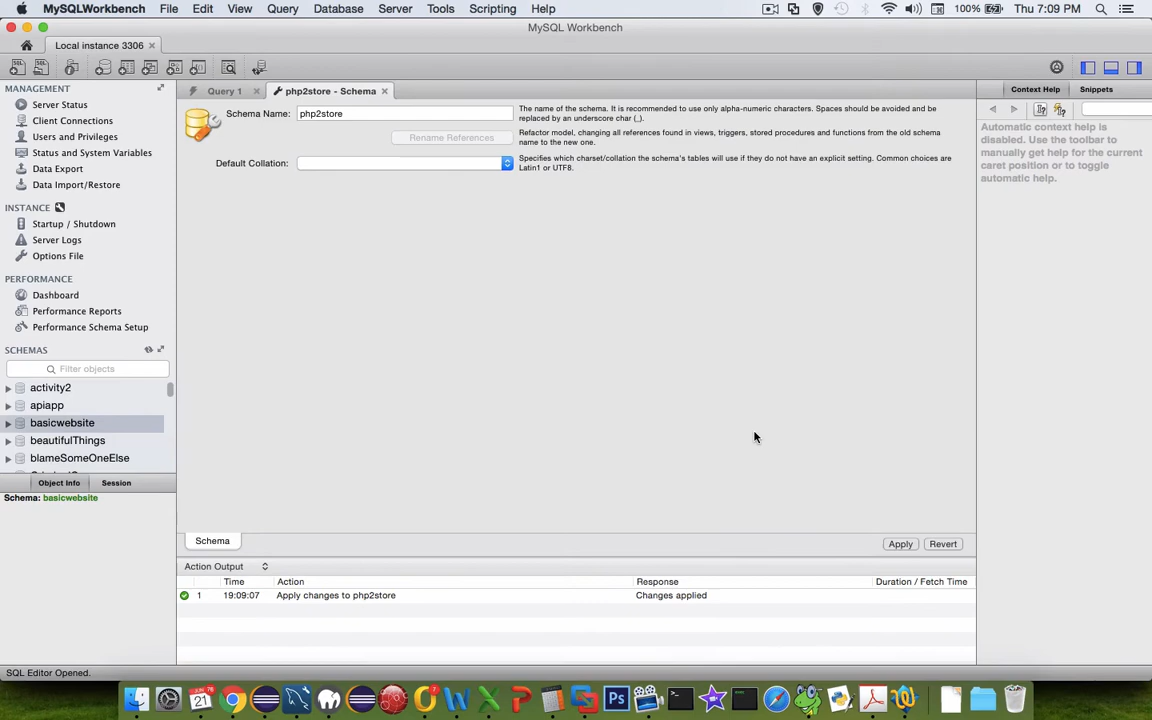 MySQLWorkbench File Edit View Query Database Server Tools Scripting Help 100% Thu 7:09 PM
MySQL Workbench
Local instance 3306
MANAGEMENT
Server Status
Client Connections
Users and Privileges
Status and System Variables
Data Export
Data Import/Restore
INSTANCE
Startup / Shutdown
Server Logs
Options File
PERFORMANCE
Dashboard
Performance Reports
Performance Schema Setup
SCHEMAS
Filter objects
activity2
apiapp
basicwebsite
beautifulThings
blameSomeOneElse
Object Info Session
Schema: basicwebsite
Query 1 php2store - Schema
Schema Name: php2store
The name of the schema. It is recommended to use only alpha-numeric characters. Spaces should be avoided and be
replaced by an underscore char (_).
Rename References
Refactor model, changing all references found in views, triggers, stored procedures and functions from the old schema
name to the new one.
Default Collation:
Specifies which charset/collation the schema's tables will use if they do not have an explicit setting. Common choices are
Latin1 or UTF8.
Schema
Apply Revert
Action Output
Time Action Response Duration / Fetch Time
1 19:09:07 Apply changes to php2store Changes applied
Context Help Snippets
Automatic context help is
disabled. Use the toolbar to
manually get help for the current
caret position or to toggle
automatic help.
SQL Editor Opened.